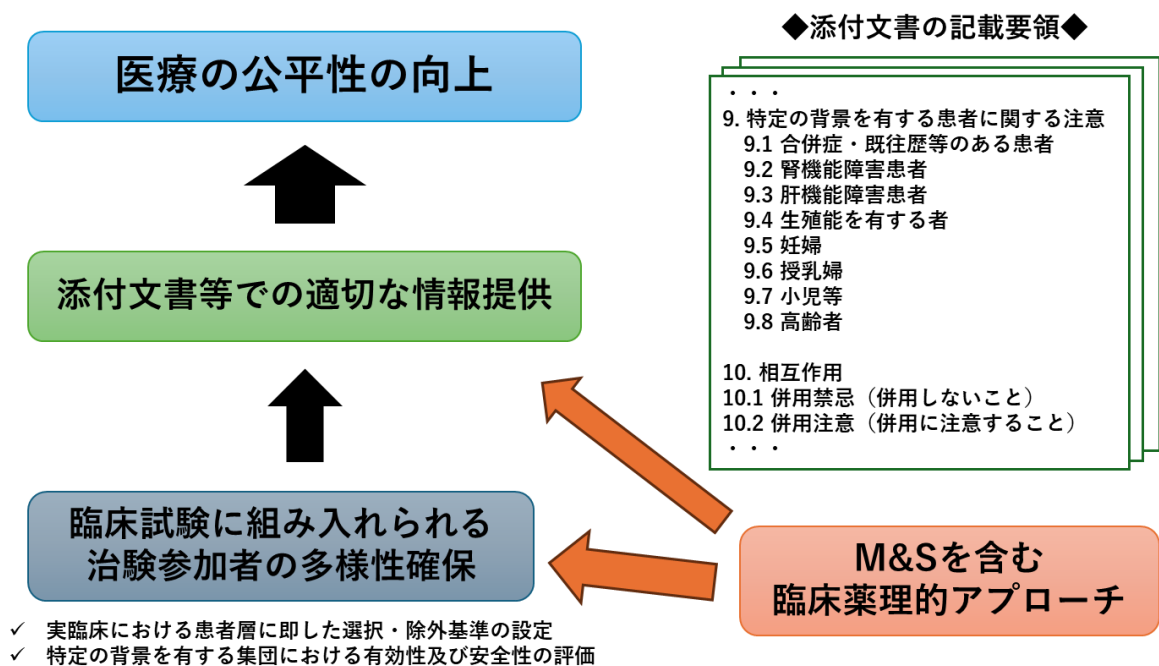 医療の公平性の向上
添付文書等での適切な情報提供
臨床試験に組み入れられる
治験参加者の多様性確保
✓ 実臨床における患者層に即した選択・除外基準の設定
✓ 特定の背景を有する集団における有効性及び安全性の評価
◆添付文書の記載要領◆
・・・
9. 特定の背景を有する患者に関する注意
9.1 合併症・既往歴等のある患者
9.2 腎機能障害患者
9.3 肝機能障害患者
9.4 生殖能を有する者
9.5 妊婦
9.6 授乳婦
9.7 小児等
9.8 高齢者
10. 相互作用
10.1 併用禁忌（併用しないこと）
10.2 併用注意（併用に注意すること）
・・・
M&Sを含む
臨床薬理的アプローチ